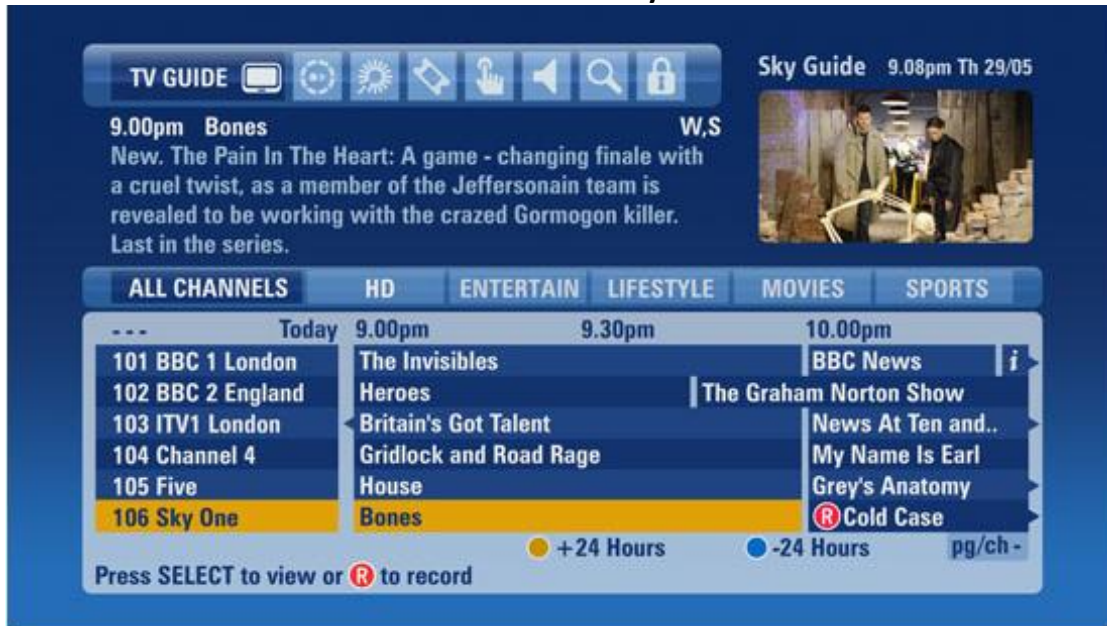 TV GUIDE
Sky Guide 9.08pm Th 29/05
9.00pm Bones W,S
New. The Pain In The Heart: A game - changing finale with
a cruel twist, as a member of the Jeffersonain team is
revealed to be working with the crazed Gormogon killer.
Last in the series.
ALL CHANNELS HD ENTERTAIN LIFESTYLE MOVIES SPORTS
--- Today 9.00pm 9.30pm 10.00pm
101 BBC 1 London The Invisibles BBC News i
102 BBC 2 England Heroes The Graham Norton Show
103 ITV1 London Britain's Got Talent News At Ten and..
104 Channel 4 Gridlock and Road Rage My Name Is Earl
105 Five House Grey's Anatomy
106 Sky One Bones R Cold Case
+24 Hours -24 Hours pg/ch -
Press SELECT to view or R to record